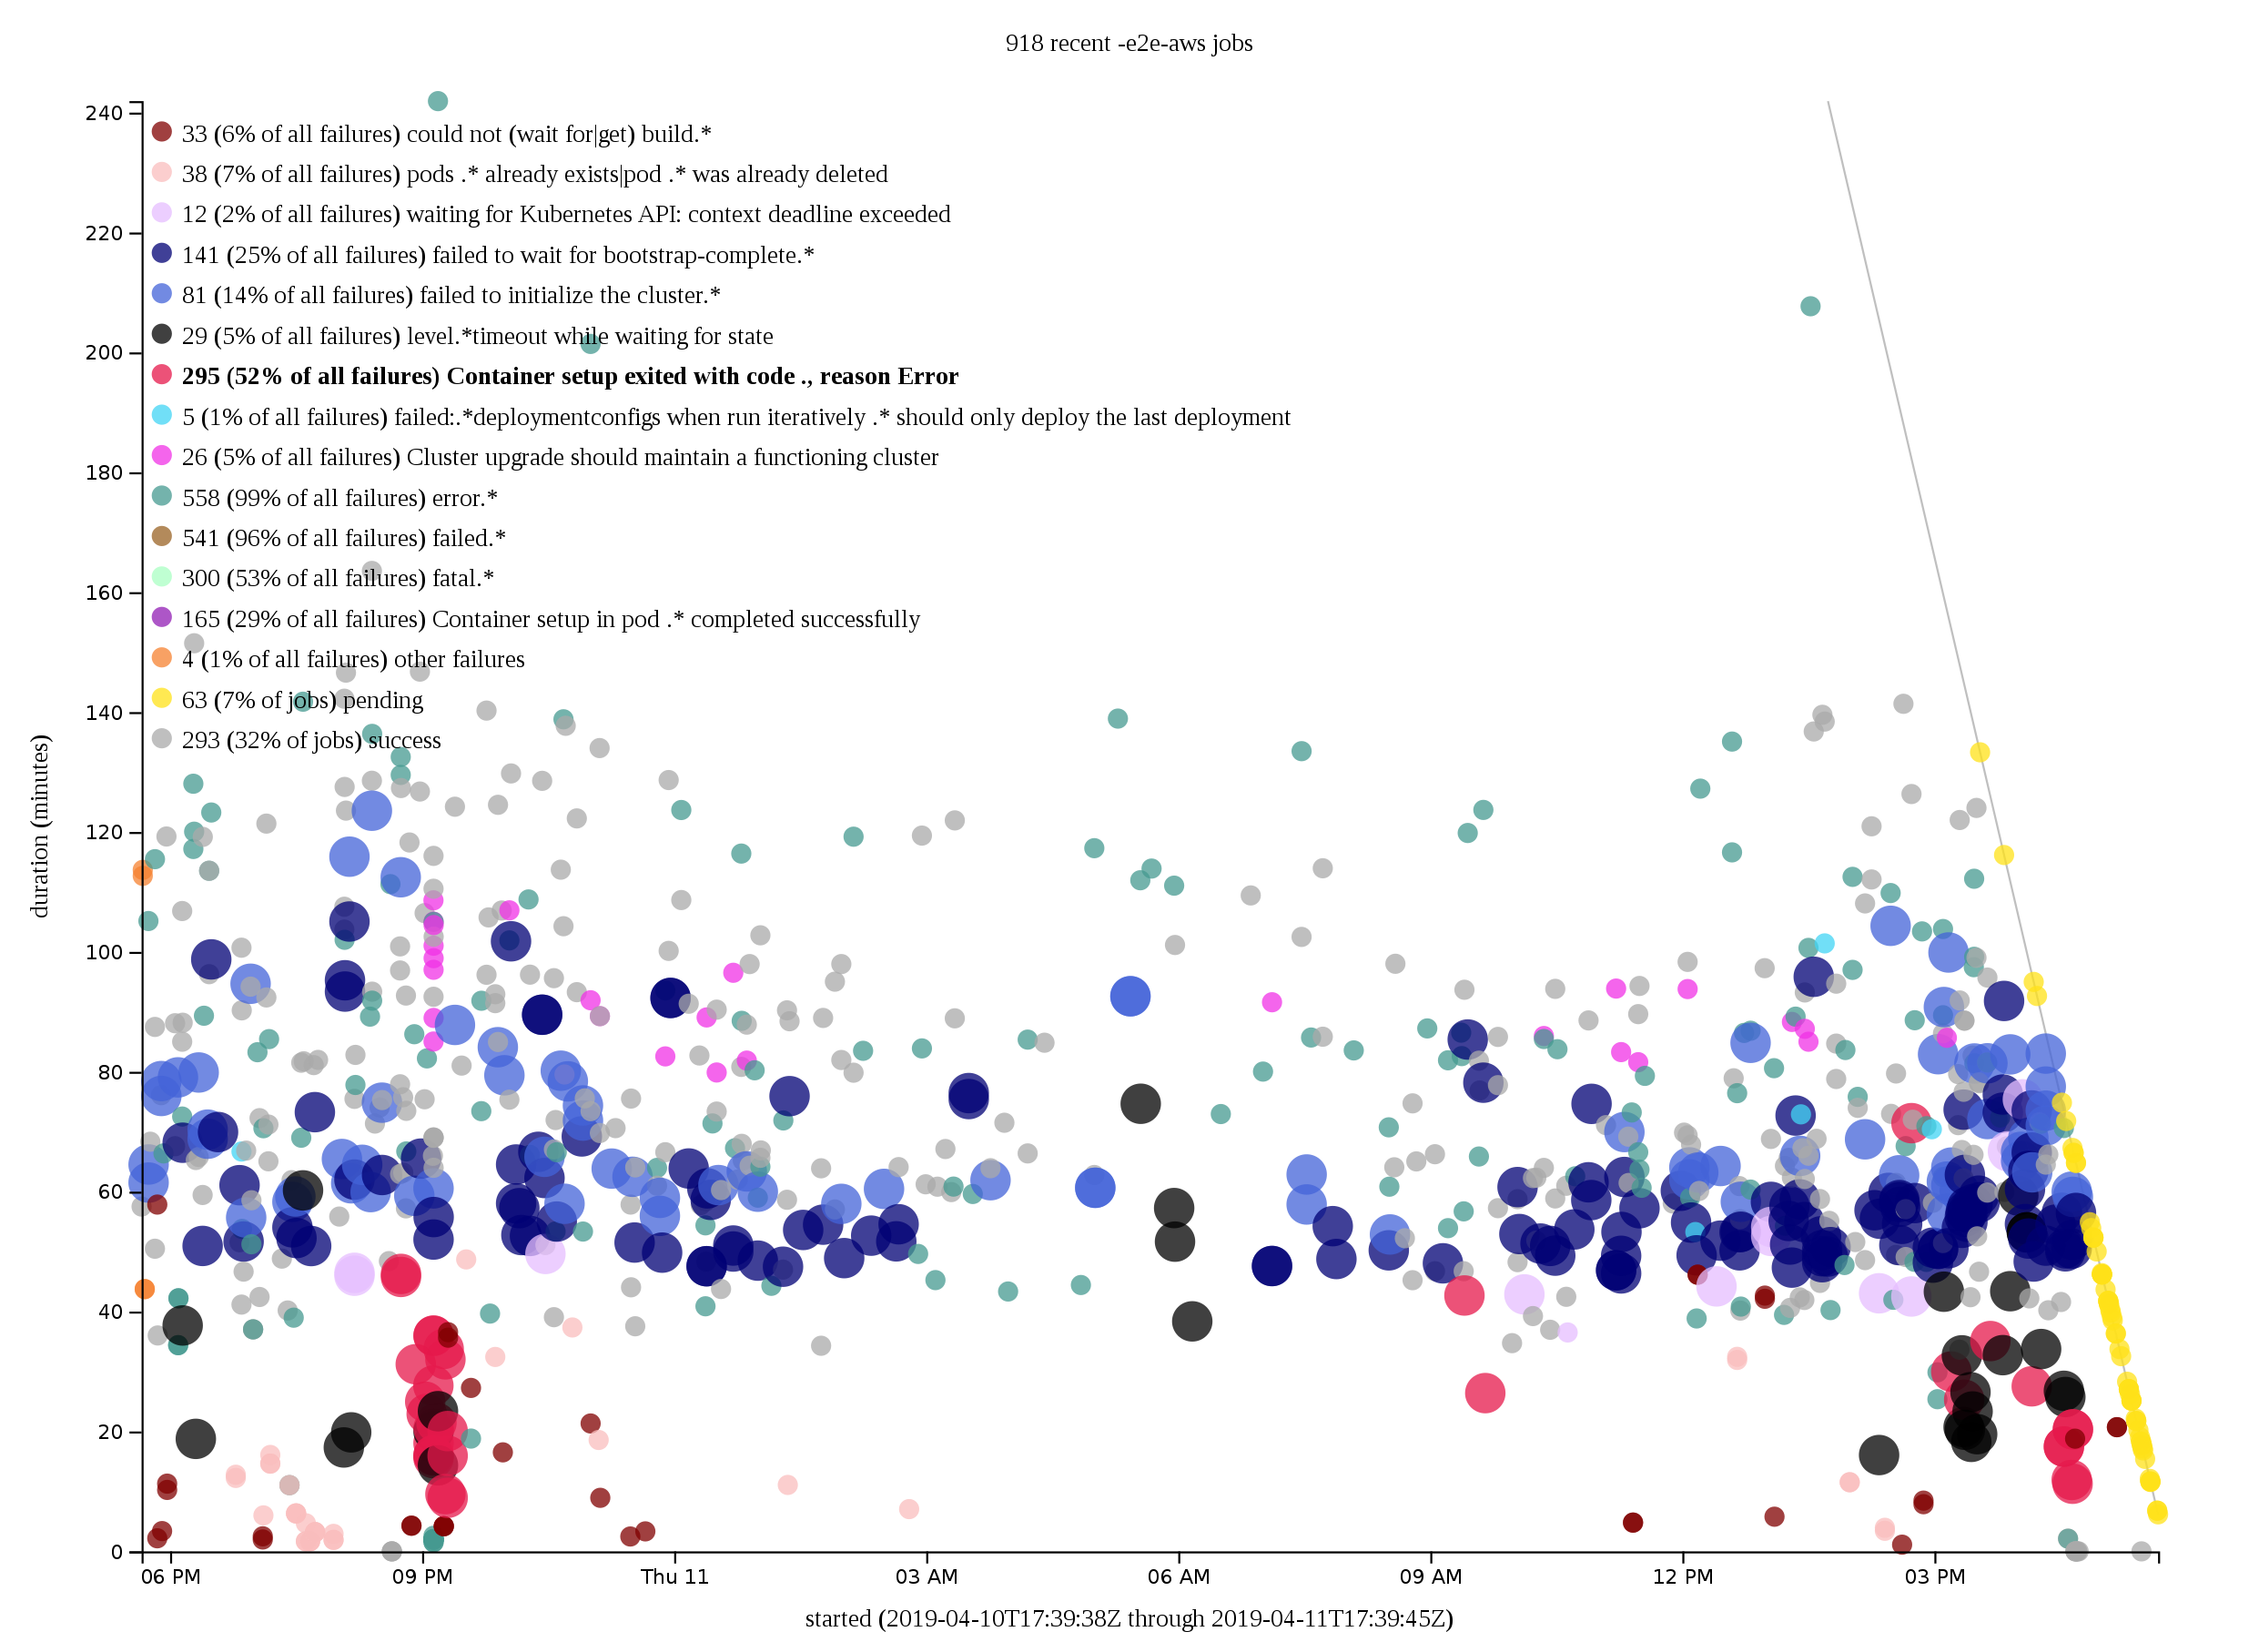 918 recent -e2e-aws jobs
240
220
200
180
160
140
120
100
80
60
40
20
0
duration (minutes)
33 (6% of all failures) could not (wait for|get) build.*
38 (7% of all failures) pods .* already exists|pod .* was already deleted
12 (2% of all failures) waiting for Kubernetes API: context deadline exceeded
141 (25% of all failures) failed to wait for bootstrap-complete.*
81 (14% of all failures) failed to initialize the cluster.*
29 (5% of all failures) level.*timeout while waiting for state
295 (52% of all failures) Container setup exited with code ., reason Error
5 (1% of all failures) failed:.*deploymentconfigs when run iteratively .* should only deploy the last deployment
26 (5% of all failures) Cluster upgrade should maintain a functioning cluster
558 (99% of all failures) error.*
541 (96% of all failures) failed.*
300 (53% of all failures) fatal.*
165 (29% of all failures) Container setup in pod .* completed successfully
4 (1% of all failures) other failures
63 (7% of jobs) pending
293 (32% of jobs) success
06 PM 09 PM Thu 11 03 AM 06 AM 09 AM 12 PM 03 PM
started (2019-04-10T17:39:38Z through 2019-04-11T17:39:45Z)